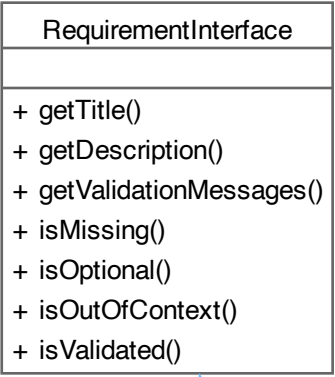 RequirementInterface
+ getTitle()
+ getDescription()
+ getValidationMessages()
+ isMissing()
+ isOptional()
+ isOutOfContext()
+ isValidated()